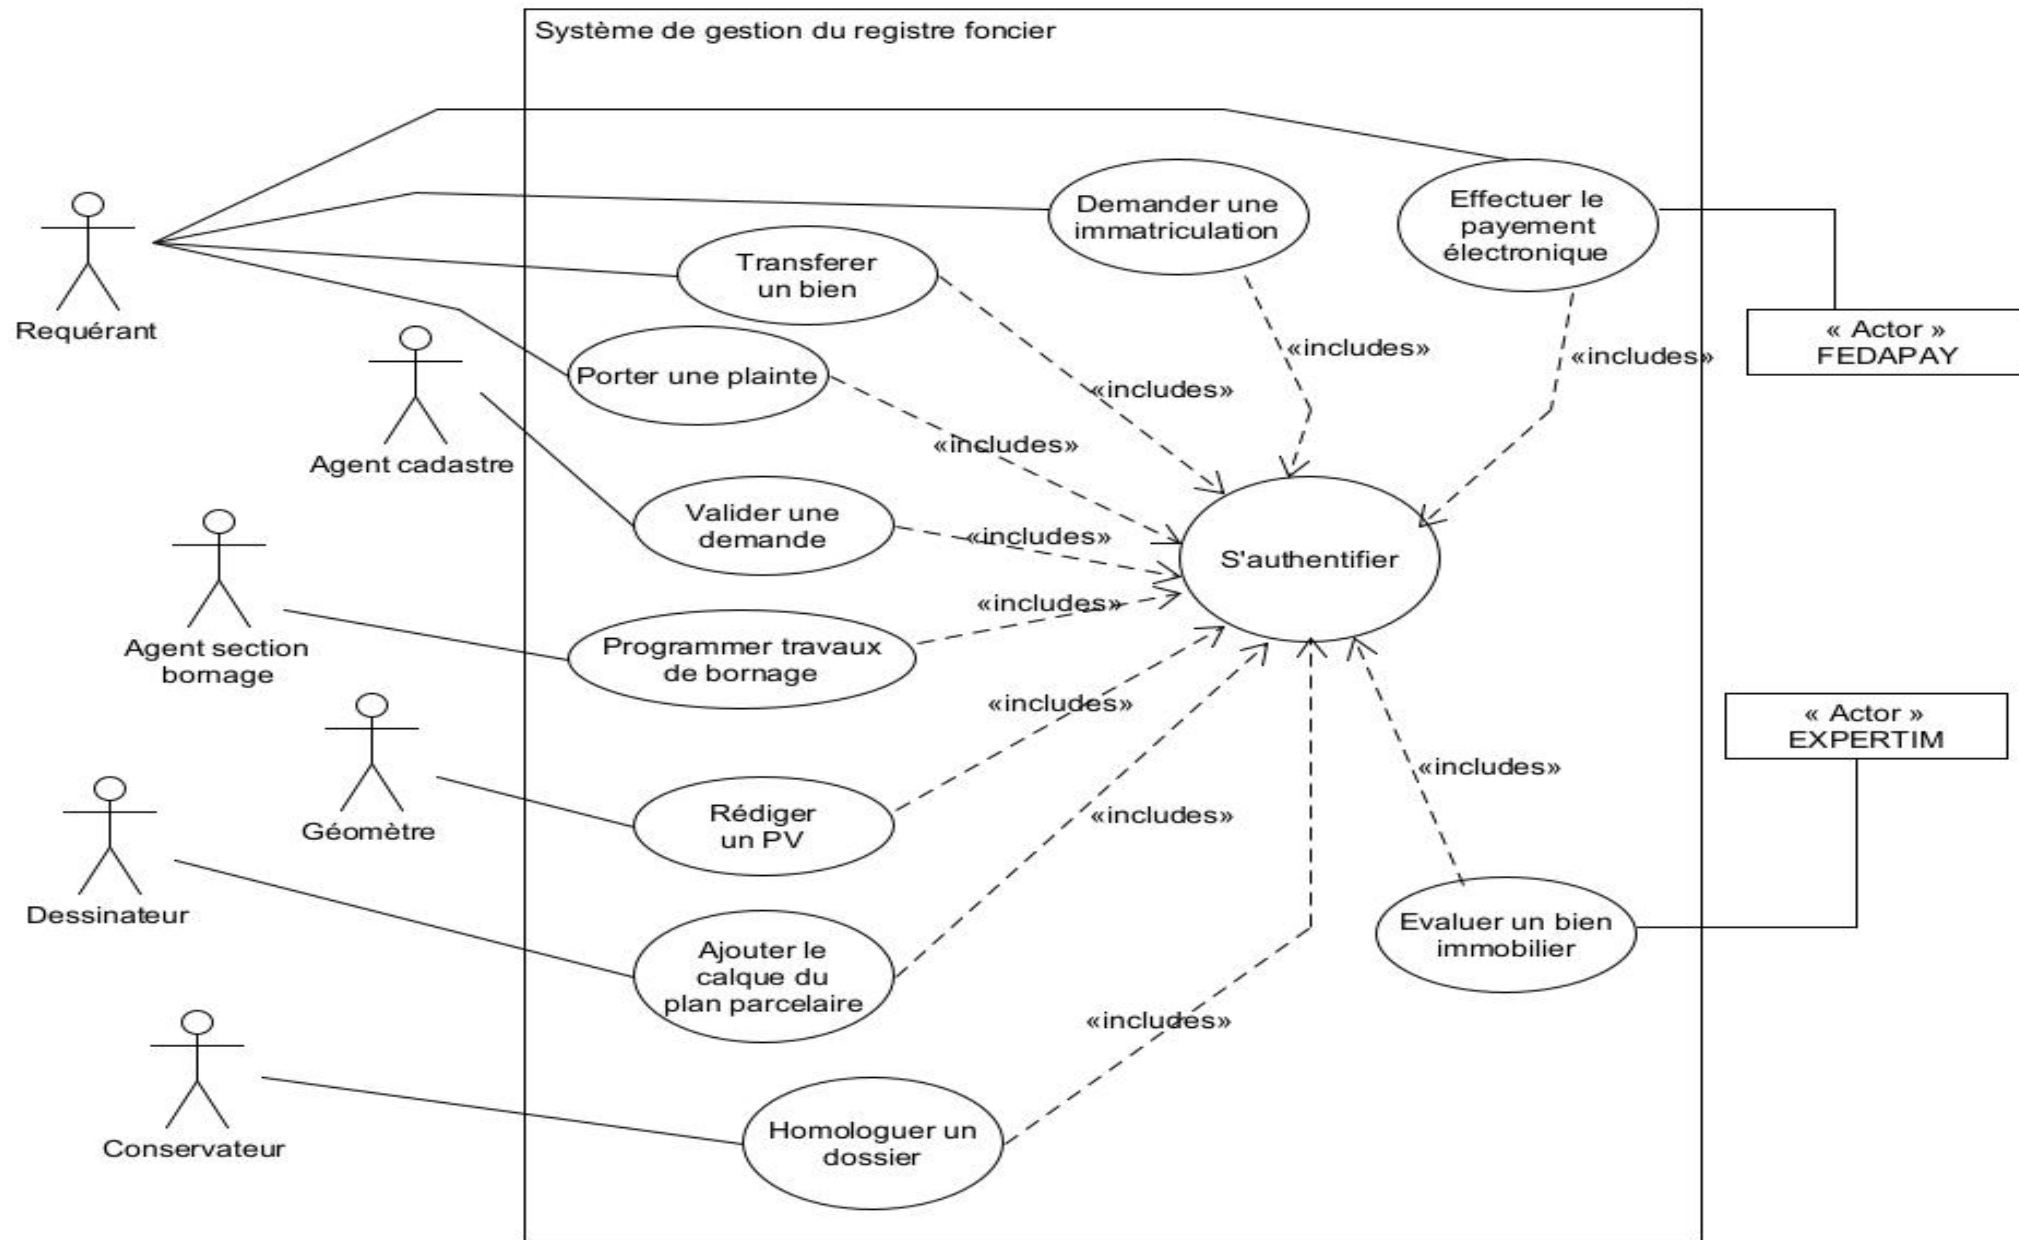 Système de gestion du registre foncier
Demander une
immatriculation
Effectuer le
payement
électronique
Transferer
un bien
Requérant
« Actor »
FEDAPAY
«includes»
«includes»
Porter une plainte
«includes»
«includes»
Agent cadastre
Valider une
demande
«includes»
S'authentifier
«includes»
Agent section
bornage
Programmer travaux
de bornage
«includes»
« Actor »
EXPERTIM
«includes»
Géomètre
Rédiger
un PV
«includes»
Dessinateur
Ajouter le
calque du
plan parcelaire
Evaluer un bien
immobilier
«includes»
Conservateur
Homologuer un
dossier